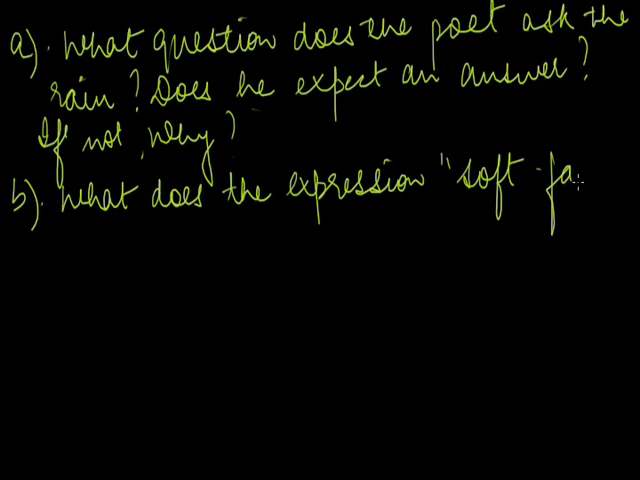 a). What question does the poet ask the
rain? Does he expect an answer?
If not, why?
b). What does the expression "soft-fa